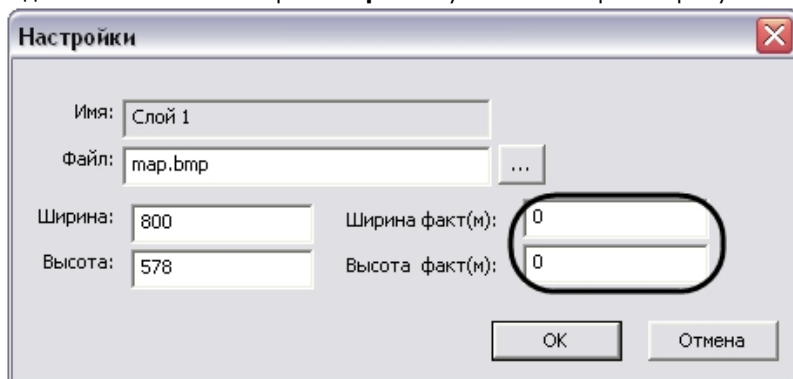 Настройки
Имя: Слой 1
Файл: map.bmp ...
Ширина: 800 Ширина факт(м): 0
Высота: 578 Высота факт(м): 0
OK Отмена